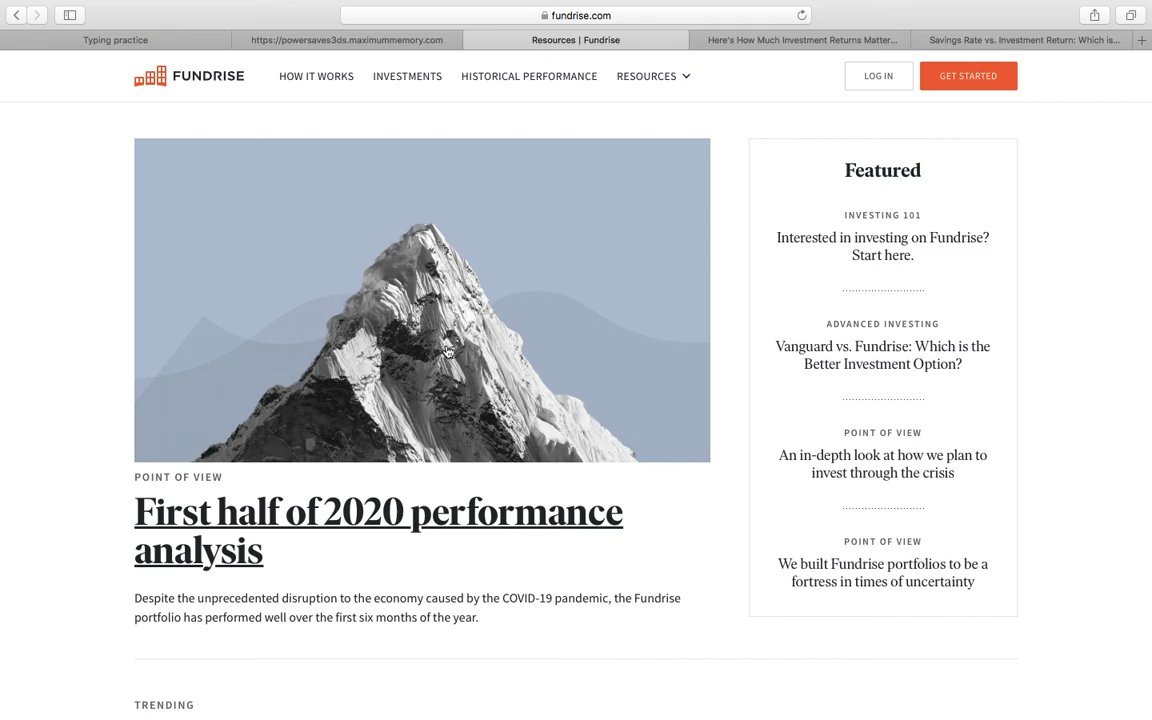 fundrise.com
Typing practice
https://powersaves3ds.maximummemory.com
Resources | Fundrise
Here's How Much Investment Returns Matter...
Savings Rate vs. Investment Return: Which is...
FUNDRISE
HOW IT WORKS
INVESTMENTS
HISTORICAL PERFORMANCE
RESOURCES
LOG IN
GET STARTED
POINT OF VIEW
First half of 2020 performance
analysis
Despite the unprecedented disruption to the economy caused by the COVID-19 pandemic, the Fundrise
portfolio has performed well over the first six months of the year.
Featured
INVESTING 101
Interested in investing on Fundrise?
Start here.
ADVANCED INVESTING
Vanguard vs. Fundrise: Which is the
Better Investment Option?
POINT OF VIEW
An in-depth look at how we plan to
invest through the crisis
POINT OF VIEW
We built Fundrise portfolios to be a
fortress in times of uncertainty
TRENDING